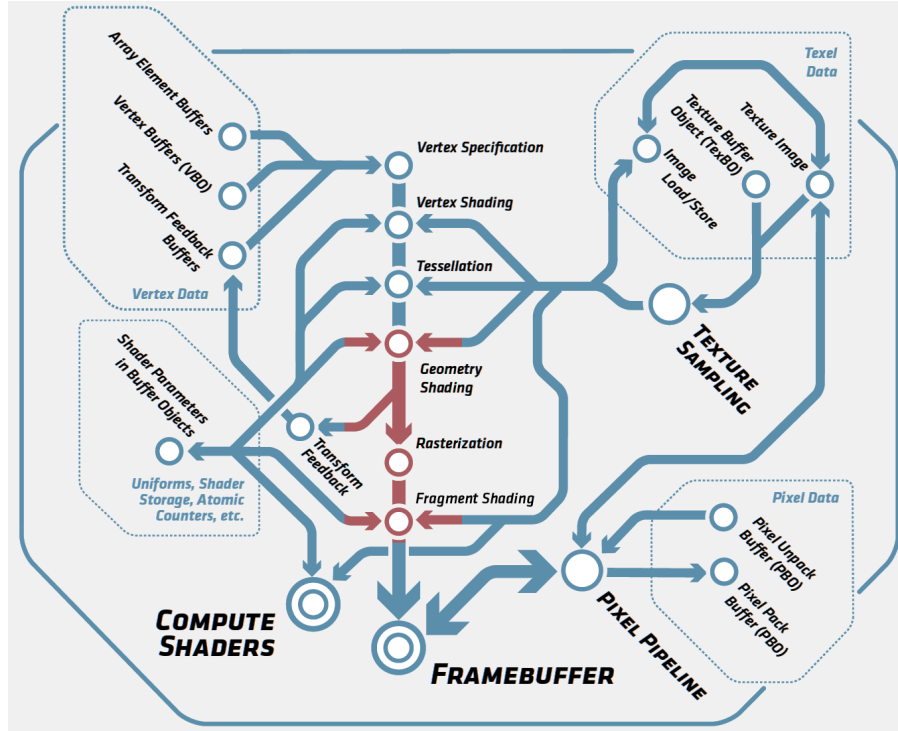 Array Element Buffers
Vertex Buffers (VBO)
Transform Feedback
Buffers
Vertex Data
Texel
Data
Texture Buffer
Object (TexBO)
Texture Image
Image
Load/Store
Vertex Specification
Vertex Shading
Tessellation
Geometry
Shading
Texture
Sampling
Shader Parameters
in Buffer Objects
Uniforms, Shader
Storage, Atomic
Counters, etc.
Transform
Feedback
Rasterization
Fragment Shading
Pixel Data
Pixel Unpack
Buffer (PBO)
Pixel Pack
Buffer (PBO)
Compute
Shaders
Framebuffer
Pixel Pipeline